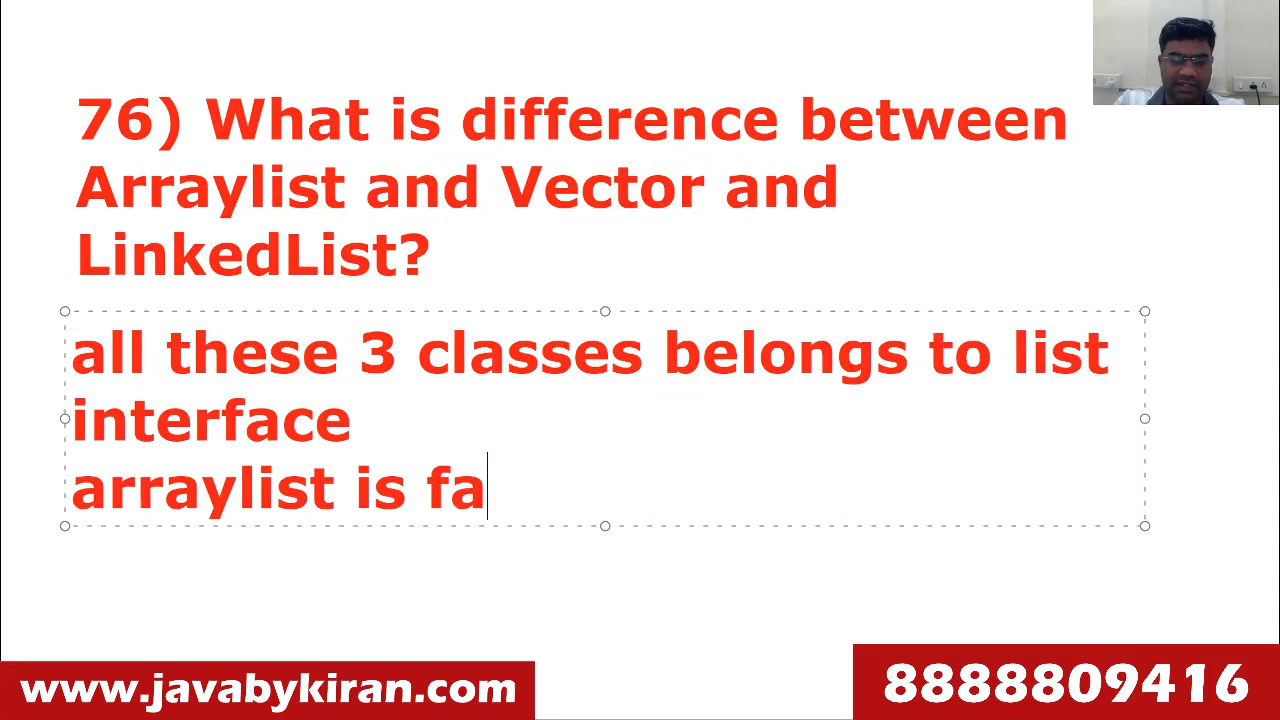 76) What is difference between
Arraylist and Vector and
LinkedList?
all these 3 classes belongs to list
interface
arraylist is fa
www.javabykiran.com
8888809416